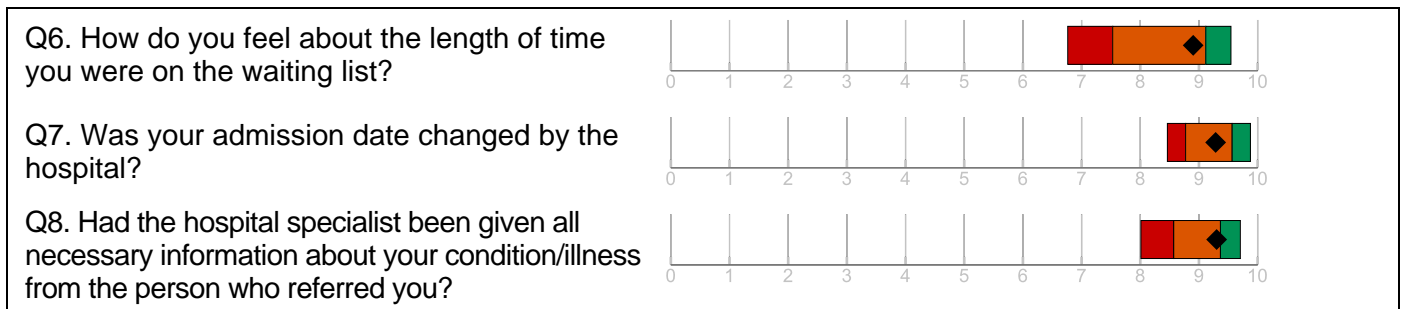 Q6. How do you feel about the length of time
you were on the waiting list?
0 1 2 3 4 5 6 7 8 9 10
Q7. Was your admission date changed by the
hospital?
0 1 2 3 4 5 6 7 8 9 10
Q8. Had the hospital specialist been given all
necessary information about your condition/illness
from the person who referred you?
0 1 2 3 4 5 6 7 8 9 10